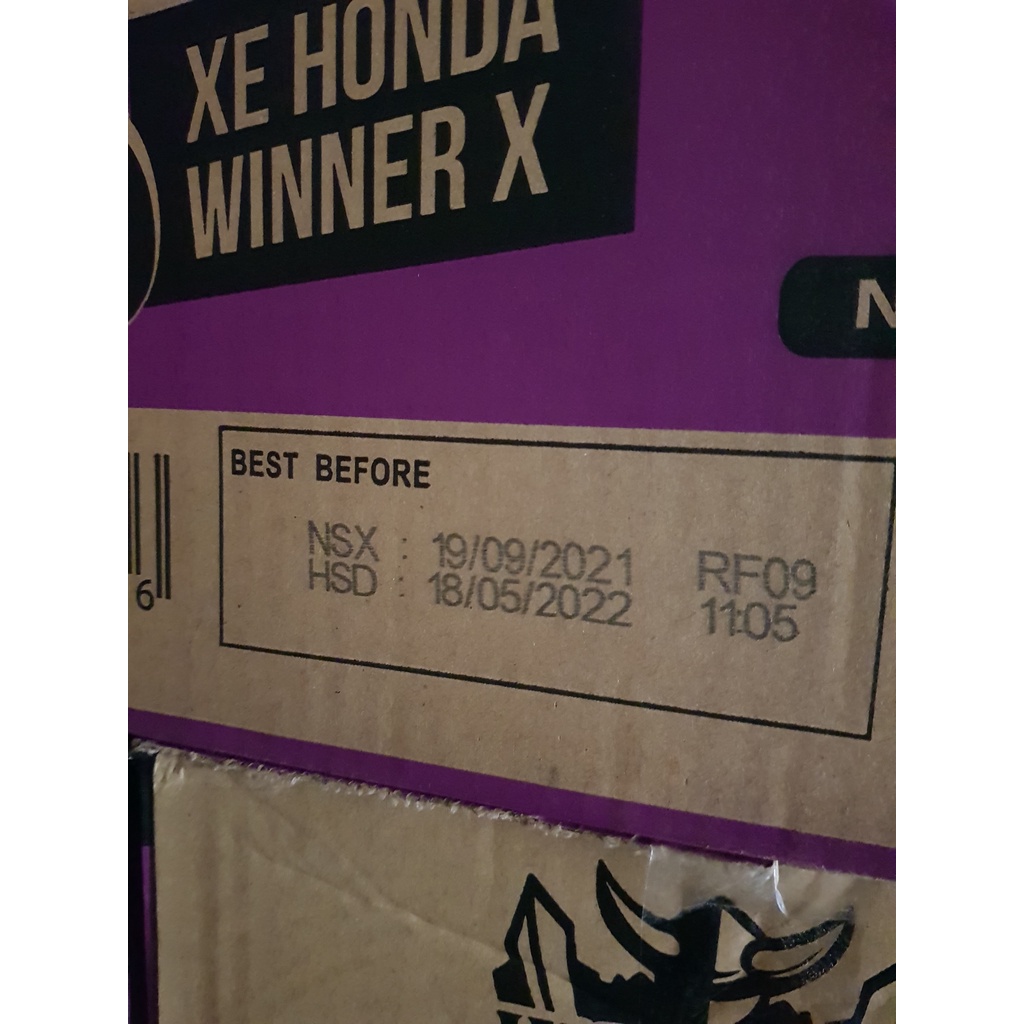 XE HONDA
WINNER X
N
BEST BEFORE
NSX : 19/09/2021 RF09
HSD : 18/05/2022 11:05
6